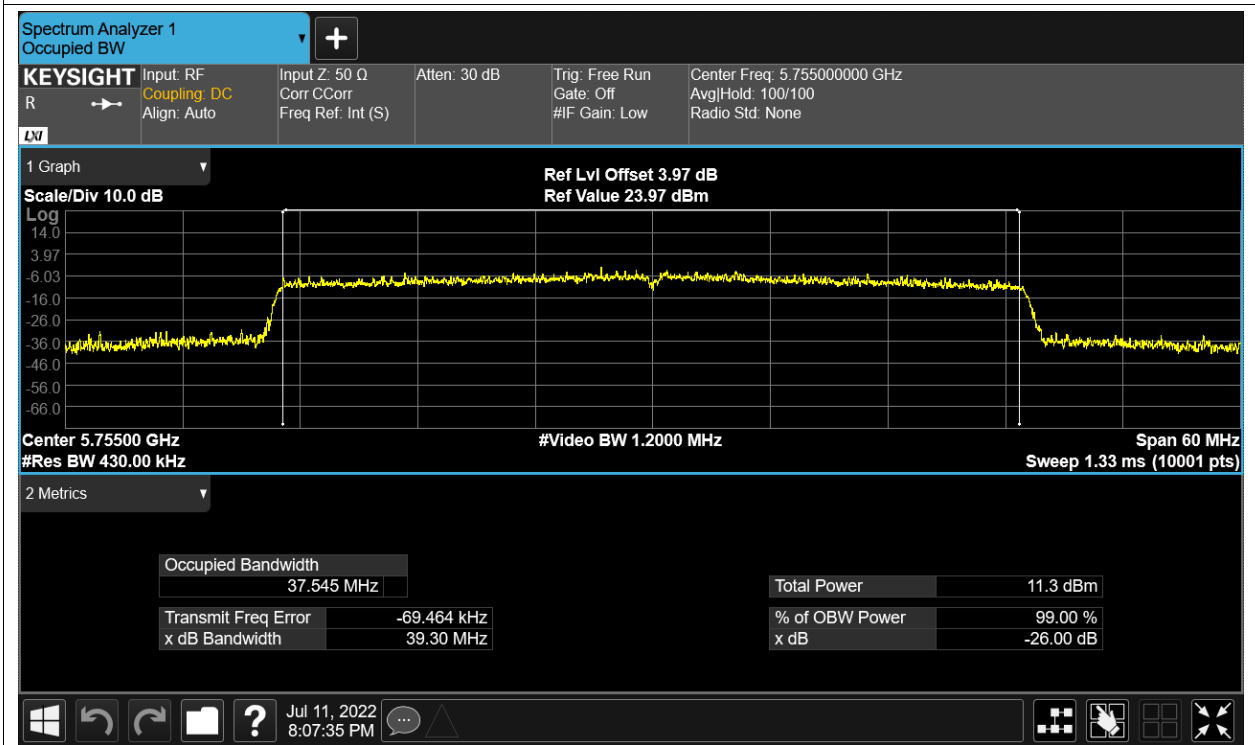 Spectrum Analyzer 1
Occupied BW
KEYSIGHT
R
LXI
Input: RF
Coupling: DC
Align: Auto
Input Z: 50 Ω
Corr CCorr
Freq Ref: Int (S)
Atten: 30 dB
Trig: Free Run
Gate: Off
#IF Gain: Low
Center Freq: 5.755000000 GHz
Avg|Hold: 100/100
Radio Std: None
1 Graph
Scale/Div 10.0 dB
Ref Lvl Offset 3.97 dB
Ref Value 23.97 dBm
Log
14.0
3.97
-6.03
-16.0
-26.0
-36.0
-46.0
-56.0
-66.0
Center 5.75500 GHz
#Video BW 1.2000 MHz
Span 60 MHz
#Res BW 430.00 kHz
Sweep 1.33 ms (10001 pts)
2 Metrics
Occupied Bandwidth
37.545 MHz
Transmit Freq Error -69.464 kHz
x dB Bandwidth 39.30 MHz
Total Power 11.3 dBm
% of OBW Power 99.00 %
x dB -26.00 dB
?
Jul 11, 2022
8:07:35 PM